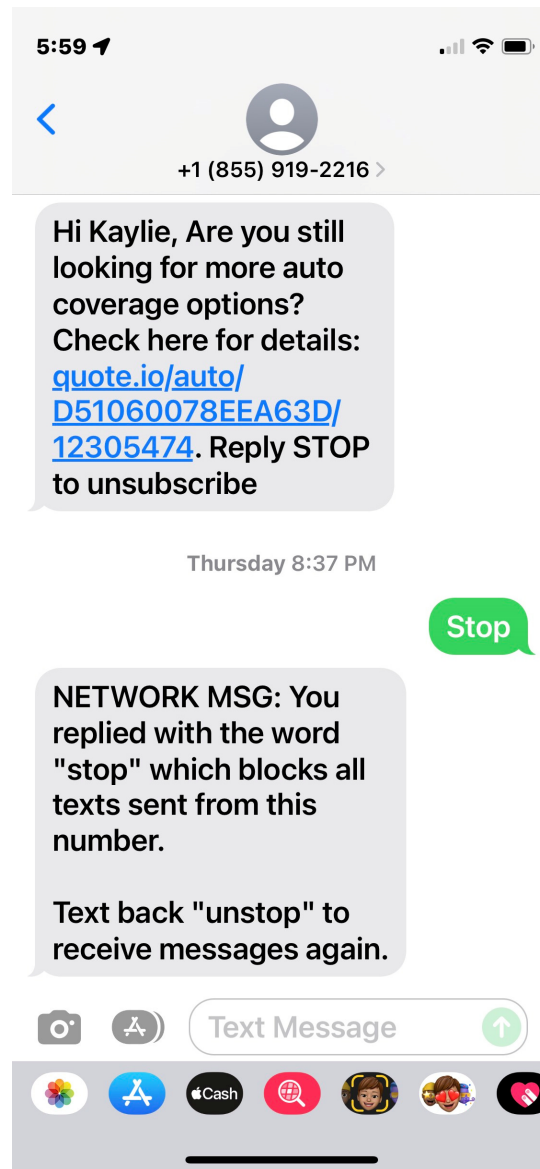 5:59
+1 (855) 919-2216
Hi Kaylie, Are you still
looking for more auto
coverage options?
Check here for details:
quote.io/auto/
D51060078EEA63D/
12305474. Reply STOP
to unsubscribe
Thursday 8:37 PM
Stop
NETWORK MSG: You
replied with the word
"stop" which blocks all
texts sent from this
number.
Text back "unstop" to
receive messages again.
Text Message
Cash